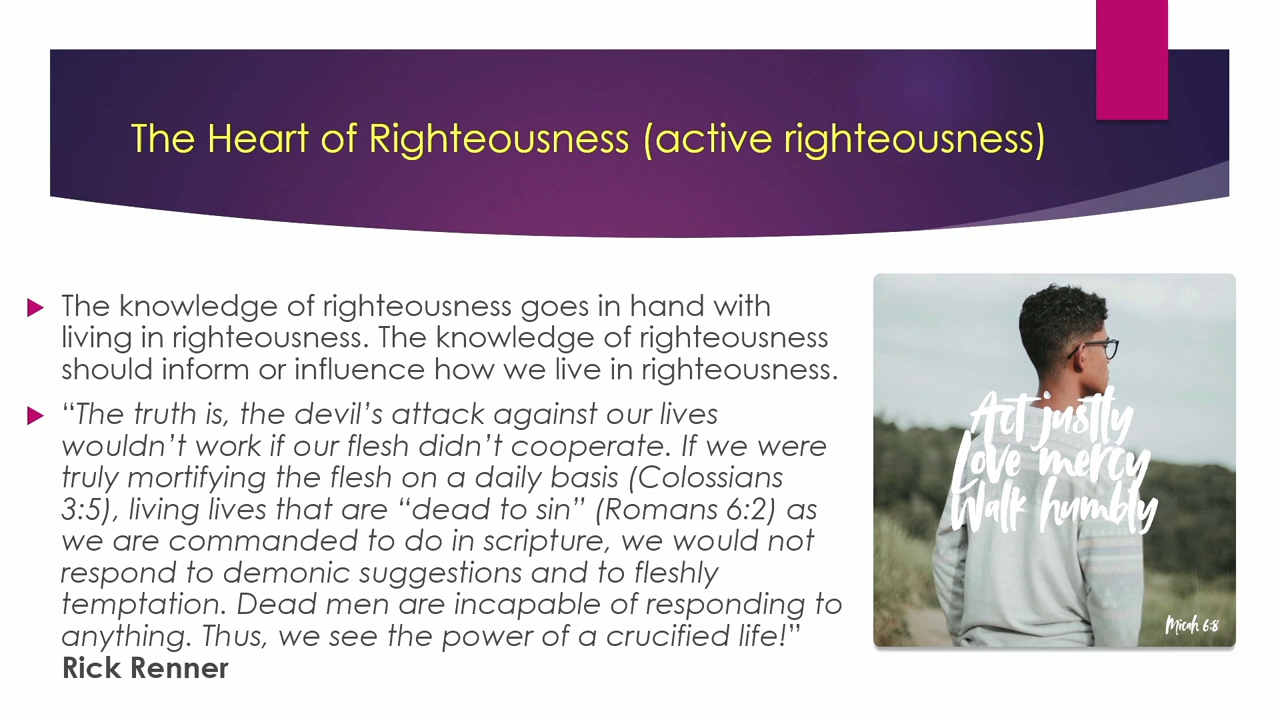 The Heart of Righteousness (active righteousness)
The knowledge of righteousness goes in hand with
living in righteousness. The knowledge of righteousness
should inform or influence how we live in righteousness.
“The truth is, the devil’s attack against our lives
wouldn’t work if our flesh didn’t cooperate. If we were
truly mortifying the flesh on a daily basis (Colossians
3:5), living lives that are “dead to sin” (Romans 6:2) as
we are commanded to do in scripture, we would not
respond to demonic suggestions and to fleshly
temptation. Dead men are incapable of responding to
anything. Thus, we see the power of a crucified life!”
Rick Renner
Act justly
Love mercy
Walk humbly
Micah 6:8